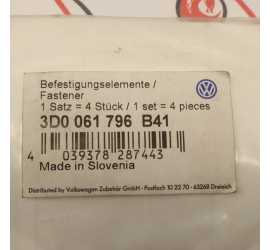 Befestigungselemente /
Fastener
1 Satz = 4 Stück / 1 set = 4 pieces
3D0 061 796 B41
4 039378 287443
Made in Slovenia
Distributed by Volkswagen Zubehör GmbH - Postfach 10 22 70 - 63268 Dreieich